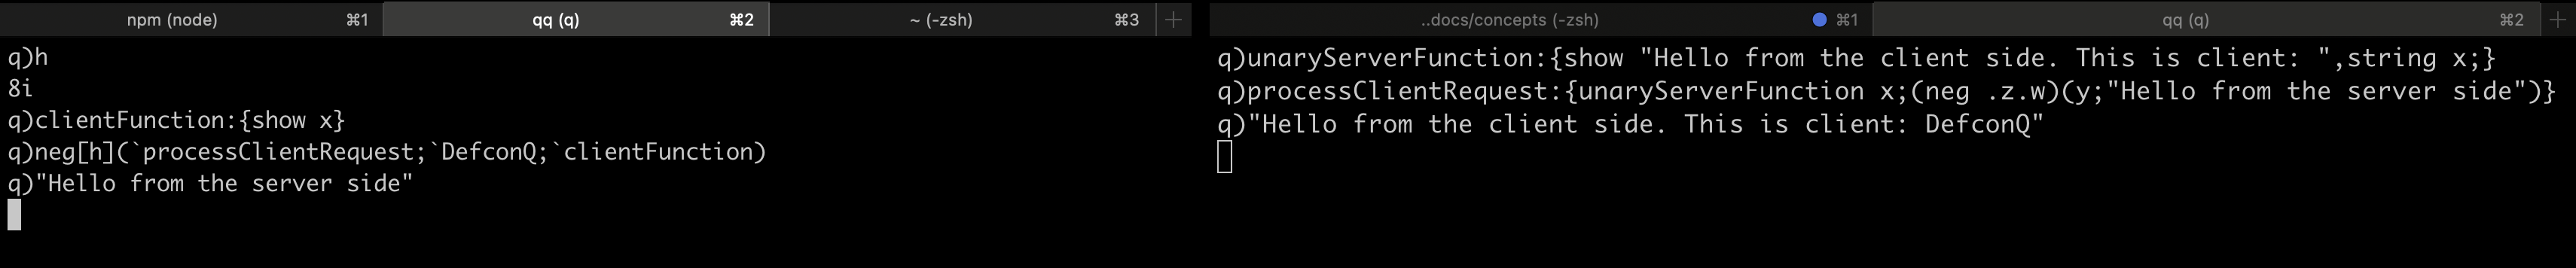 npm (node) ⌘1 qq (q) ⌘2 ~ (-zsh) ⌘3 +
q)h
8i
q)clientFunction:{show x}
q)neg[h](`processClientRequest;`DefconQ;`clientFunction)
q)"Hello from the server side"
..docs/concepts (-zsh) ⌘1 qq (q) ⌘2 +
q)unaryServerFunction:{show "Hello from the client side. This is client: ",string x;}
q)processClientRequest:{unaryServerFunction x;(neg .z.w)(y;"Hello from the server side")}
q)"Hello from the client side. This is client: DefconQ"